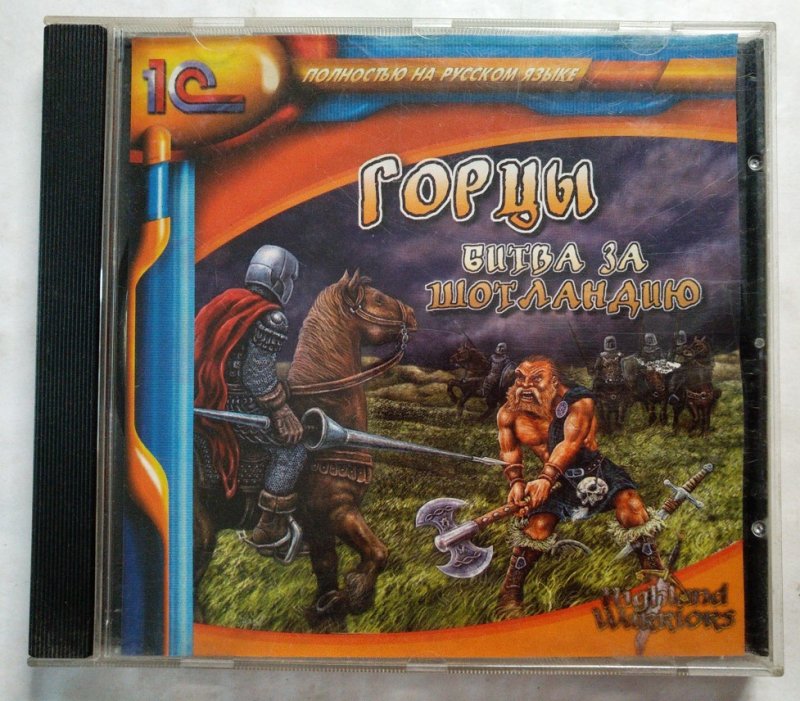 1С
ПОЛНОСТЬЮ НА РУССКОМ ЯЗЫКЕ
ГОРЦЫ
БИТВА ЗА
ШОТЛАНДИЮ
Highland
Warriors